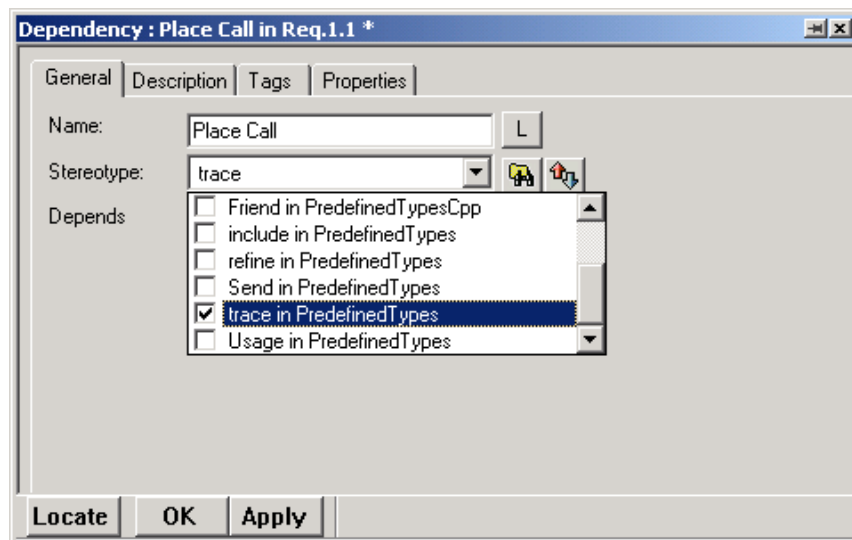 Dependency : Place Call in Req.1.1 *
General Description Tags Properties
Name: Place Call L
Stereotype: trace
Depends
Friend in PredefinedTypesCpp
include in PredefinedTypes
refine in PredefinedTypes
Send in PredefinedTypes
trace in PredefinedTypes
Usage in PredefinedTypes
Locate OK Apply